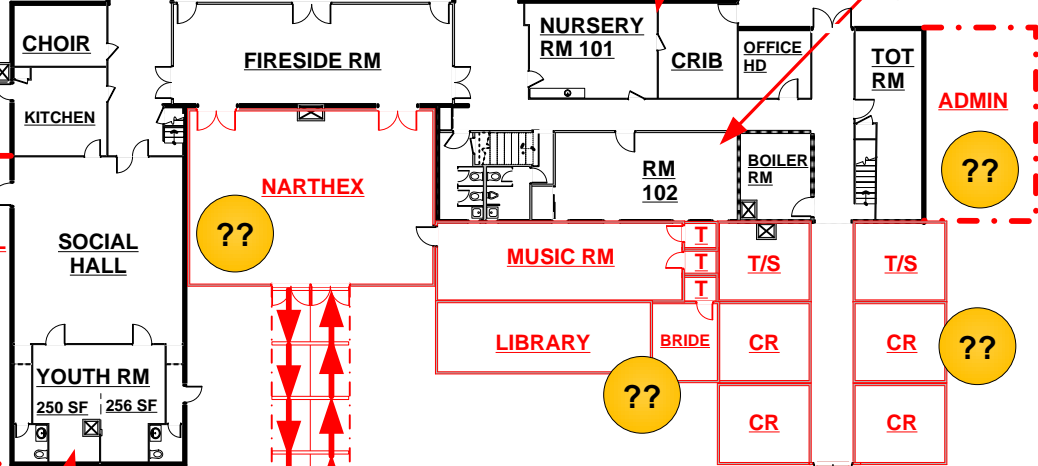 CHOIR
FIRESIDE RM
NURSERY
RM 101
CRIB
OFFICE
HD
TOT
RM
ADMIN
??
KITCHEN
NARTHEX
??
RM
102
BOILER
RM
SOCIAL
HALL
MUSIC RM
T
T
T
T/S
T/S
LIBRARY
BRIDE
CR
CR
??
??
YOUTH RM
250 SF
256 SF
CR
CR